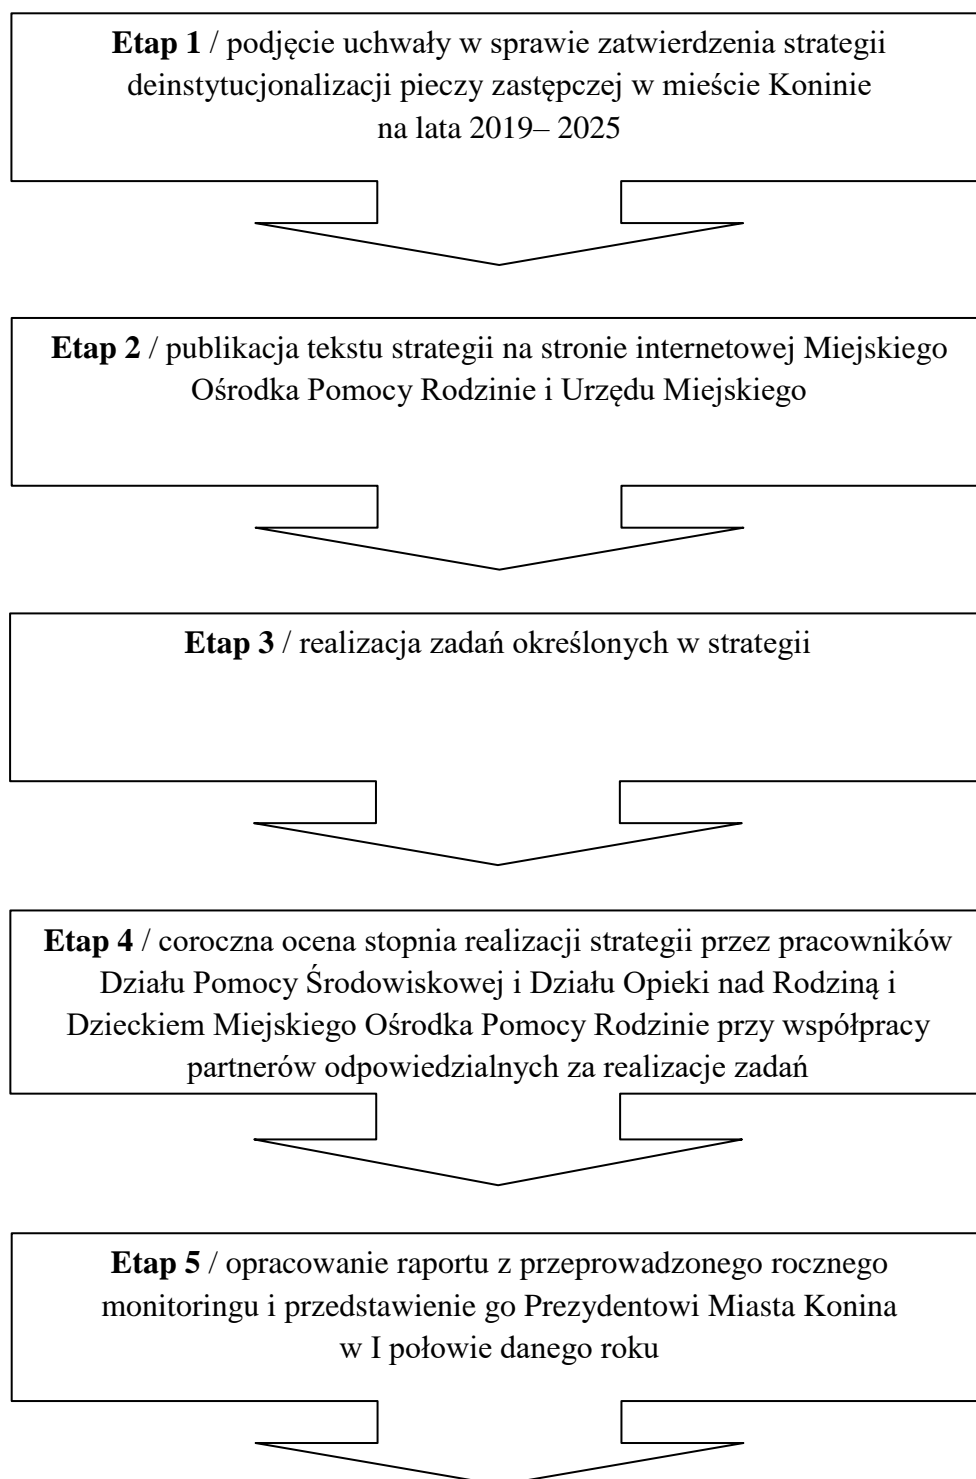 Etap 1 / podjęcie uchwały w sprawie zatwierdzenia strategii
deinstytucjonalizacji pieczy zastępczej w mieście Koninie
na lata 2019– 2025
Etap 2 / publikacja tekstu strategii na stronie internetowej Miejskiego
Ośrodka Pomocy Rodzinie i Urzędu Miejskiego
Etap 3 / realizacja zadań określonych w strategii
Etap 4 / coroczna ocena stopnia realizacji strategii przez pracowników
Działu Pomocy Środowiskowej i Działu Opieki nad Rodziną i
Dzieckiem Miejskiego Ośrodka Pomocy Rodzinie przy współpracy
partnerów odpowiedzialnych za realizacje zadań
Etap 5 / opracowanie raportu z przeprowadzonego rocznego
monitoringu i przedstawienie go Prezydentowi Miasta Konina
w I połowie danego roku